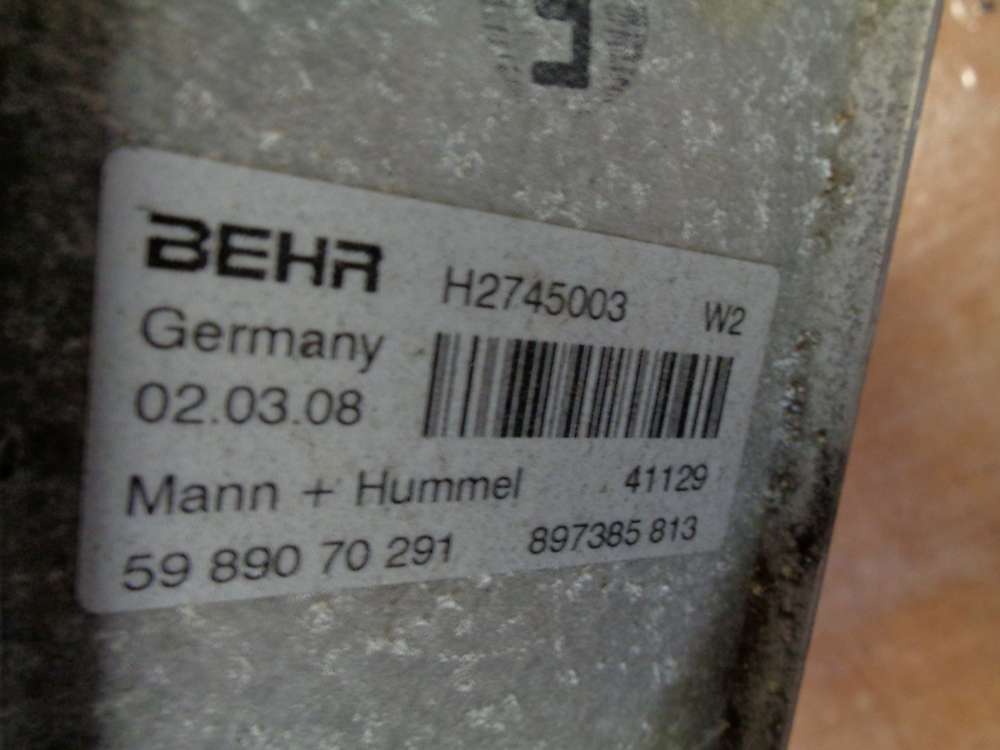 BEHR H2745003 W2
Germany
02.03.08
Mann + Hummel 41129
59 890 70 291 897385 813